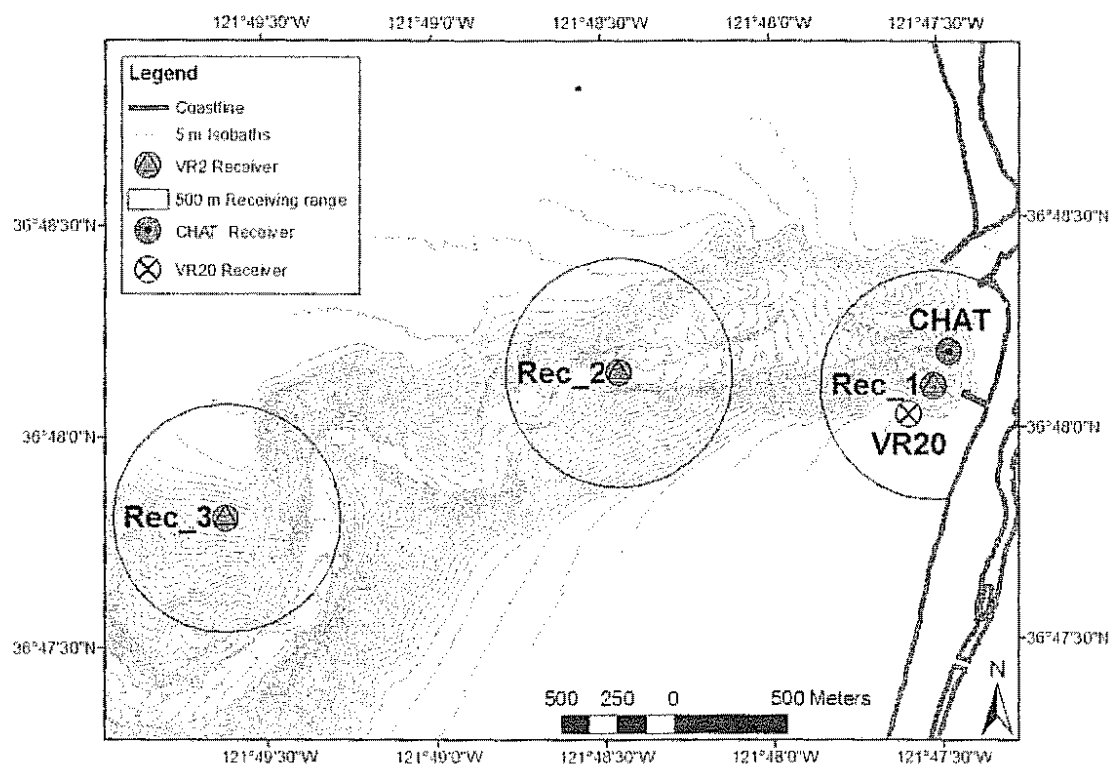 121°49'30"W 121°49'0"W 121°48'30"W 121°48'0"W 121°47'30"W
Legend
Coastline
5 m Isobaths
VR2 Receiver
500 m Receiving range
CHAT Receiver
VR20 Receiver
36°48'30"N 36°48'30"N
CHAT
Rec_2 Rec_1
VR20
36°48'0"N 36°48'0"N
Rec_3
36°47'30"N 36°47'30"N
N
500 250 0 500 Meters
121°49'30"W 121°49'0"W 121°48'30"W 121°48'0"W 121°47'30"W